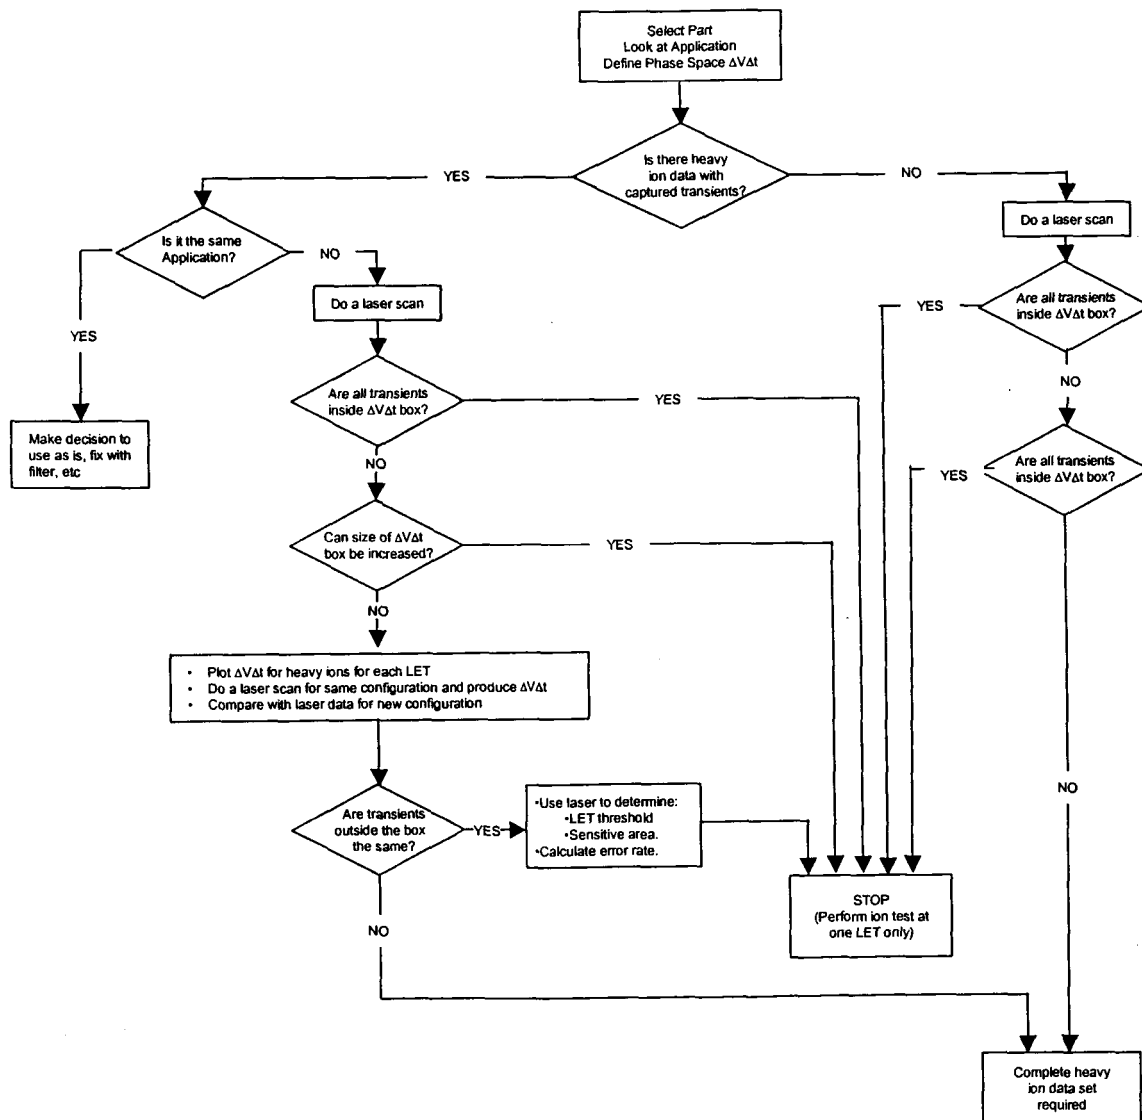 Select Part
Look at Application
Define Phase Space ΔVΔt
Is there heavy
ion data with
captured transients?
YES
NO
Is it the same
Application?
NO
Do a laser scan
Do a laser scan
YES
Are all transients
inside ΔVΔt box?
YES
NO
Are all transients
inside ΔVΔt box?
YES
NO
Make decision to
use as is, fix with
filter, etc
Are all transients
inside ΔVΔt box?
YES
NO
Can size of ΔVΔt
box be increased?
YES
NO
• Plot ΔVΔt for heavy ions for each LET
• Do a laser scan for same configuration and produce ΔVΔt
• Compare with laser data for new configuration
Are transients
outside the box
the same?
YES
•Use laser to determine:
•LET threshold
•Sensitive area.
•Calculate error rate.
NO
STOP
(Perform ion test at
one LET only)
NO
Complete heavy
ion data set
required